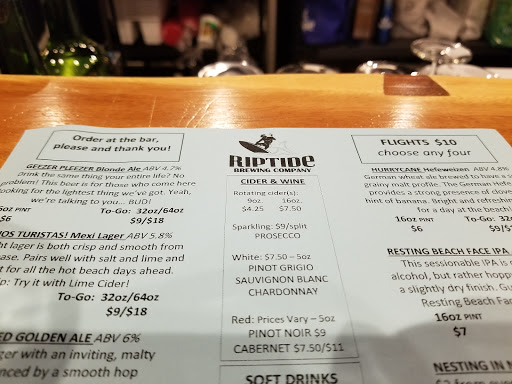 Order at the bar,
please and thank you!
GEEZER PLEEZER Blonde Ale ABV 4.7%
Drink the same thing your entire life? No
problem! This beer is for those who come here
looking for the lightest thing we've got. Yeah,
we're talking to you... BUD!
16oz PINT To-Go: 32oz/64oz
$6 $9/$18
TURISTAS! Mexi Lager ABV 5.8%
lager is both crisp and smooth from
Pairs well with salt and lime and
for all the hot beach days ahead.
Try it with Lime Cider!
To-Go: 32oz/64oz
$9/$18
GOLDEN ALE ABV 6%
with an inviting, malty
by a smooth hop
RIPTIDE
BREWING COMPANY
CIDER & WINE
Rotating cider(s):
9oz. 16oz.
$4.25 $7.50
Sparkling: $9/split
PROSECCO
White: $7.50 – 5oz
PINOT GRIGIO
SAUVIGNON BLANC
CHARDONNAY
Red: Prices Vary – 5oz
PINOT NOIR $9
CABERNET $7.50/$11
SOFT DRINKS
FLIGHTS $10
choose any four
HURRYCANE Hefeweizen ABV 4.8%
German wheat ale brewed to have a s
grainy malt profile. The German Hefe
provides a strong presence of clove
hint of banana. Bright and refreshe
for a day at the beach!
16oz PINT To-Go: 32
$6 $9/$
RESTING BEACH FACE IPA
This sessionable IPA is
alcohol, but rather hopp
a slightly dry finish. Gu
Resting Beach Fa
16oz PINT
$7
NESTING IN